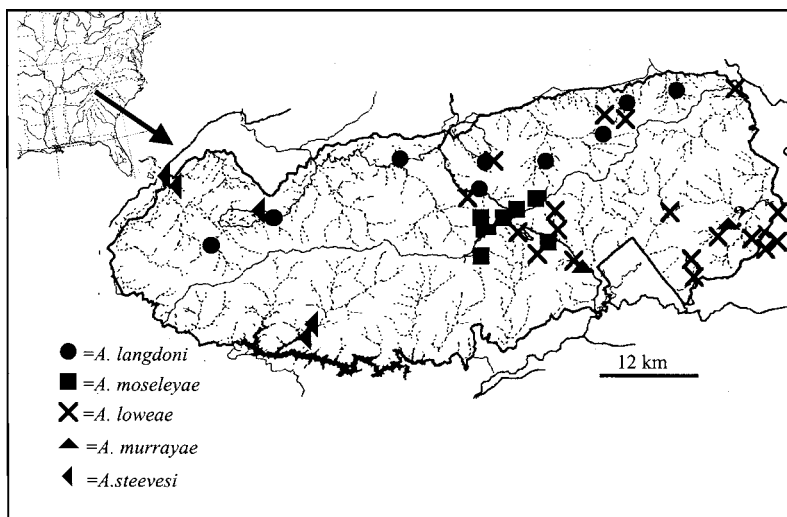 12 km
=A. langdoni
=A. moseleyae
=A. loweae
=A. murrayae
=A.steevesi